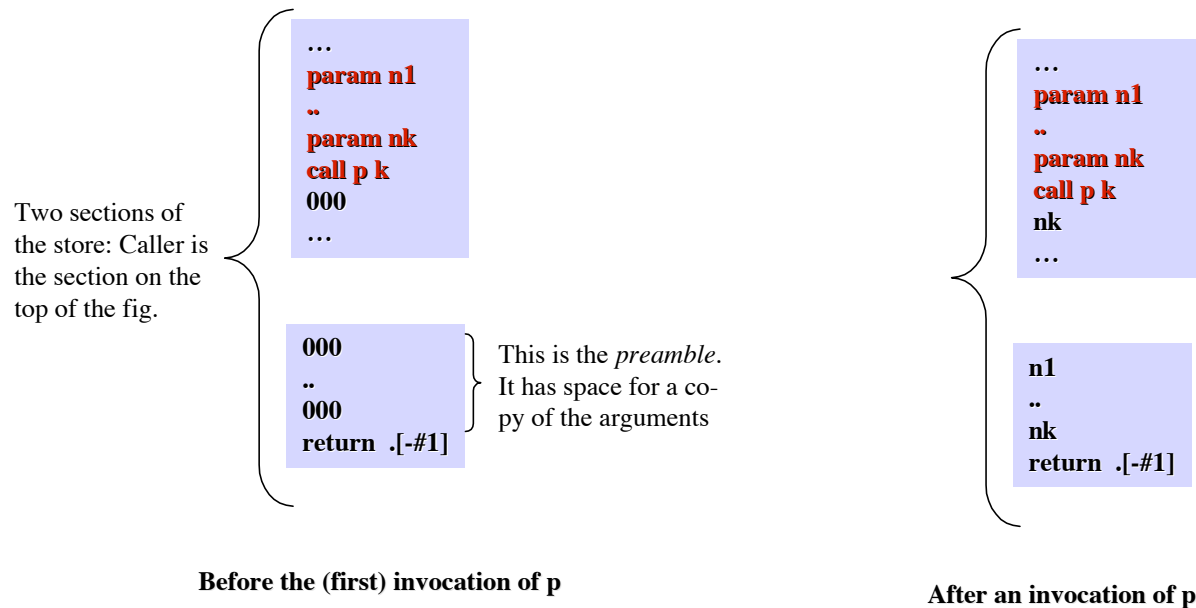 …
param n1
..
param nk
call p k
000
…
Two sections of
the store: Caller is
the section on the
top of the fig.
000
..
000
return .[-#1]
This is the preamble.
It has space for a co-
py of the arguments
Before the (first) invocation of p
…
param n1
..
param nk
call p k
nk
…
n1
..
nk
return .[-#1]
After an invocation of p